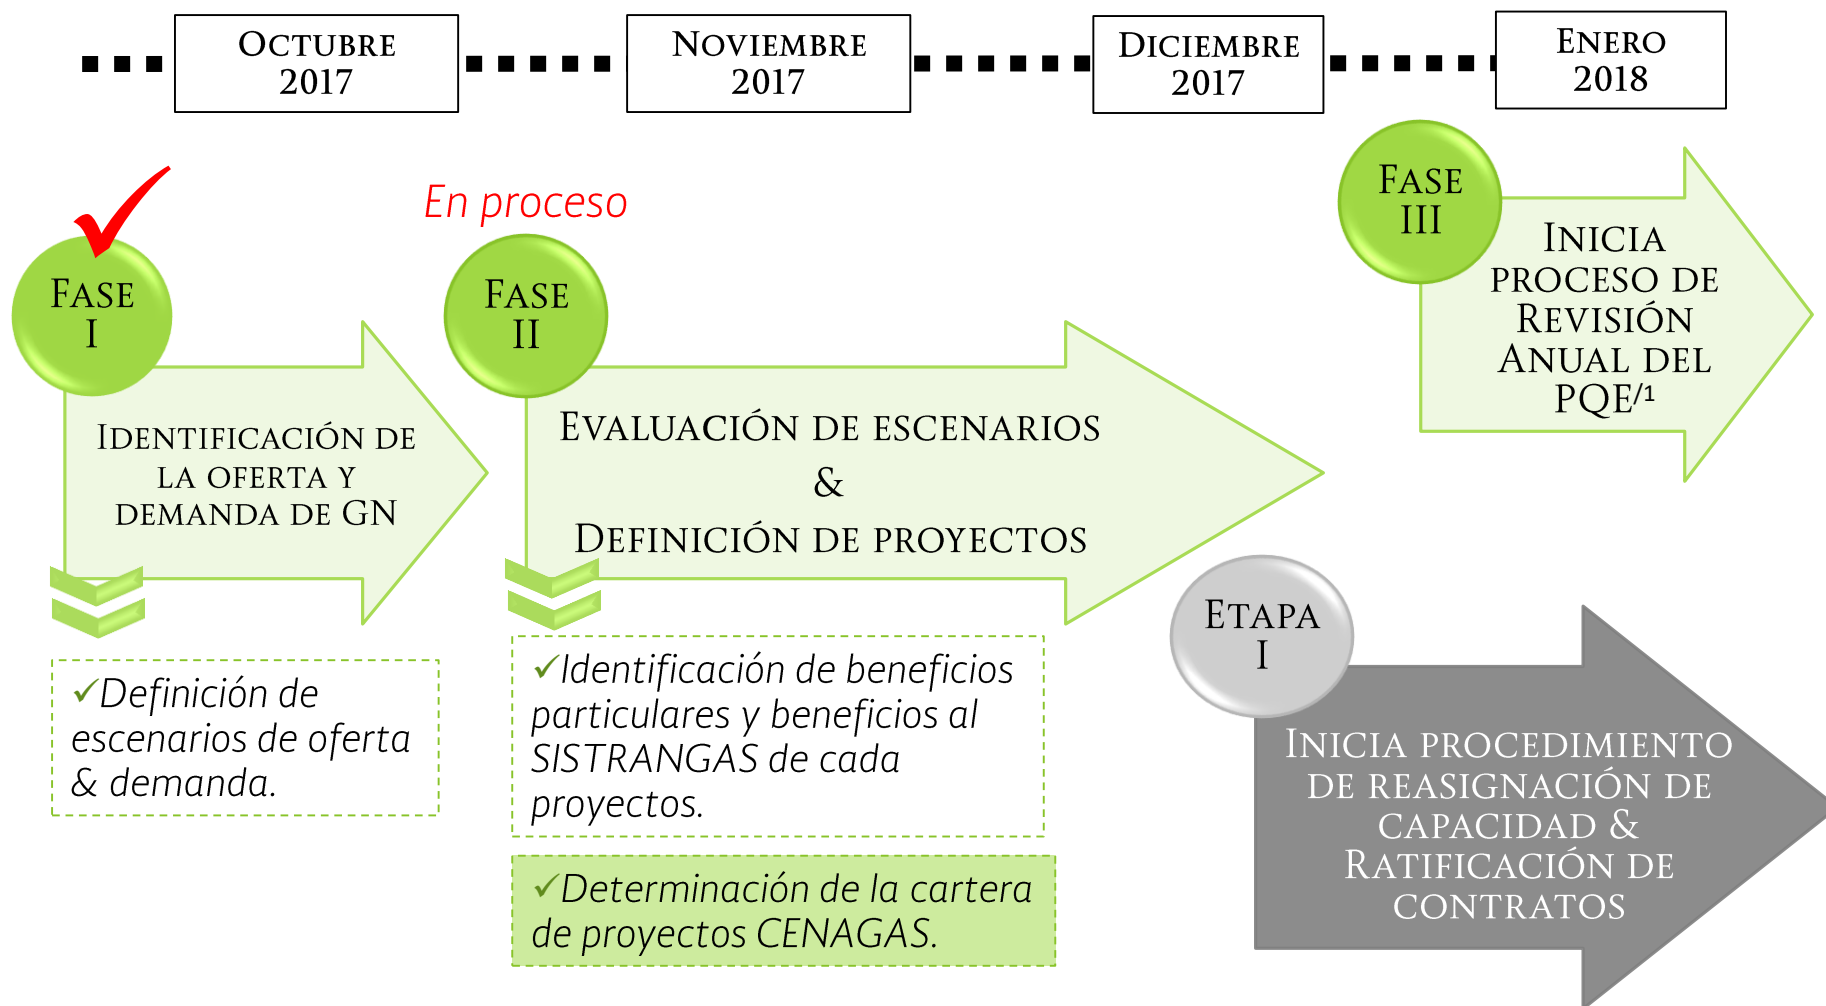 OCTUBRE
2017
NOVIEMBRE
2017
DICIEMBRE
2017
ENERO
2018
FASE
I
IDENTIFICACIÓN DE
LA OFERTA Y
DEMANDA DE GN
✓Definición de
escenarios de oferta
& demanda.
En proceso
FASE
II
EVALUACIÓN DE ESCENARIOS
&
DEFINICIÓN DE PROYECTOS
✓Identificación de beneficios
particulares y beneficios al
SISTRANGAS de cada
proyectos.
✓Determinación de la cartera
de proyectos CENAGAS.
FASE
III
INICIA
PROCESO DE
REVISIÓN
ANUAL DEL
PQE/1
ETAPA
I
INICIA PROCEDIMIENTO
DE REASIGNACIÓN DE
CAPACIDAD &
RATIFICACIÓN DE
CONTRATOS